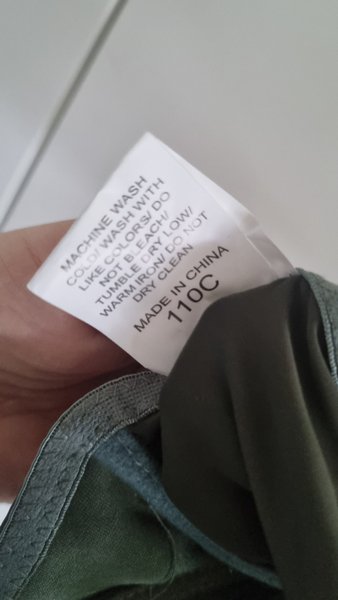 MACHINE WASH
COLD/ WASH WITH
LIKE COLORS/ DO
NOT BLEACH/
TUMBLE DRY LOW/
WARM IRON/ DO NOT
DRY CLEAN
MADE IN CHINA
110C